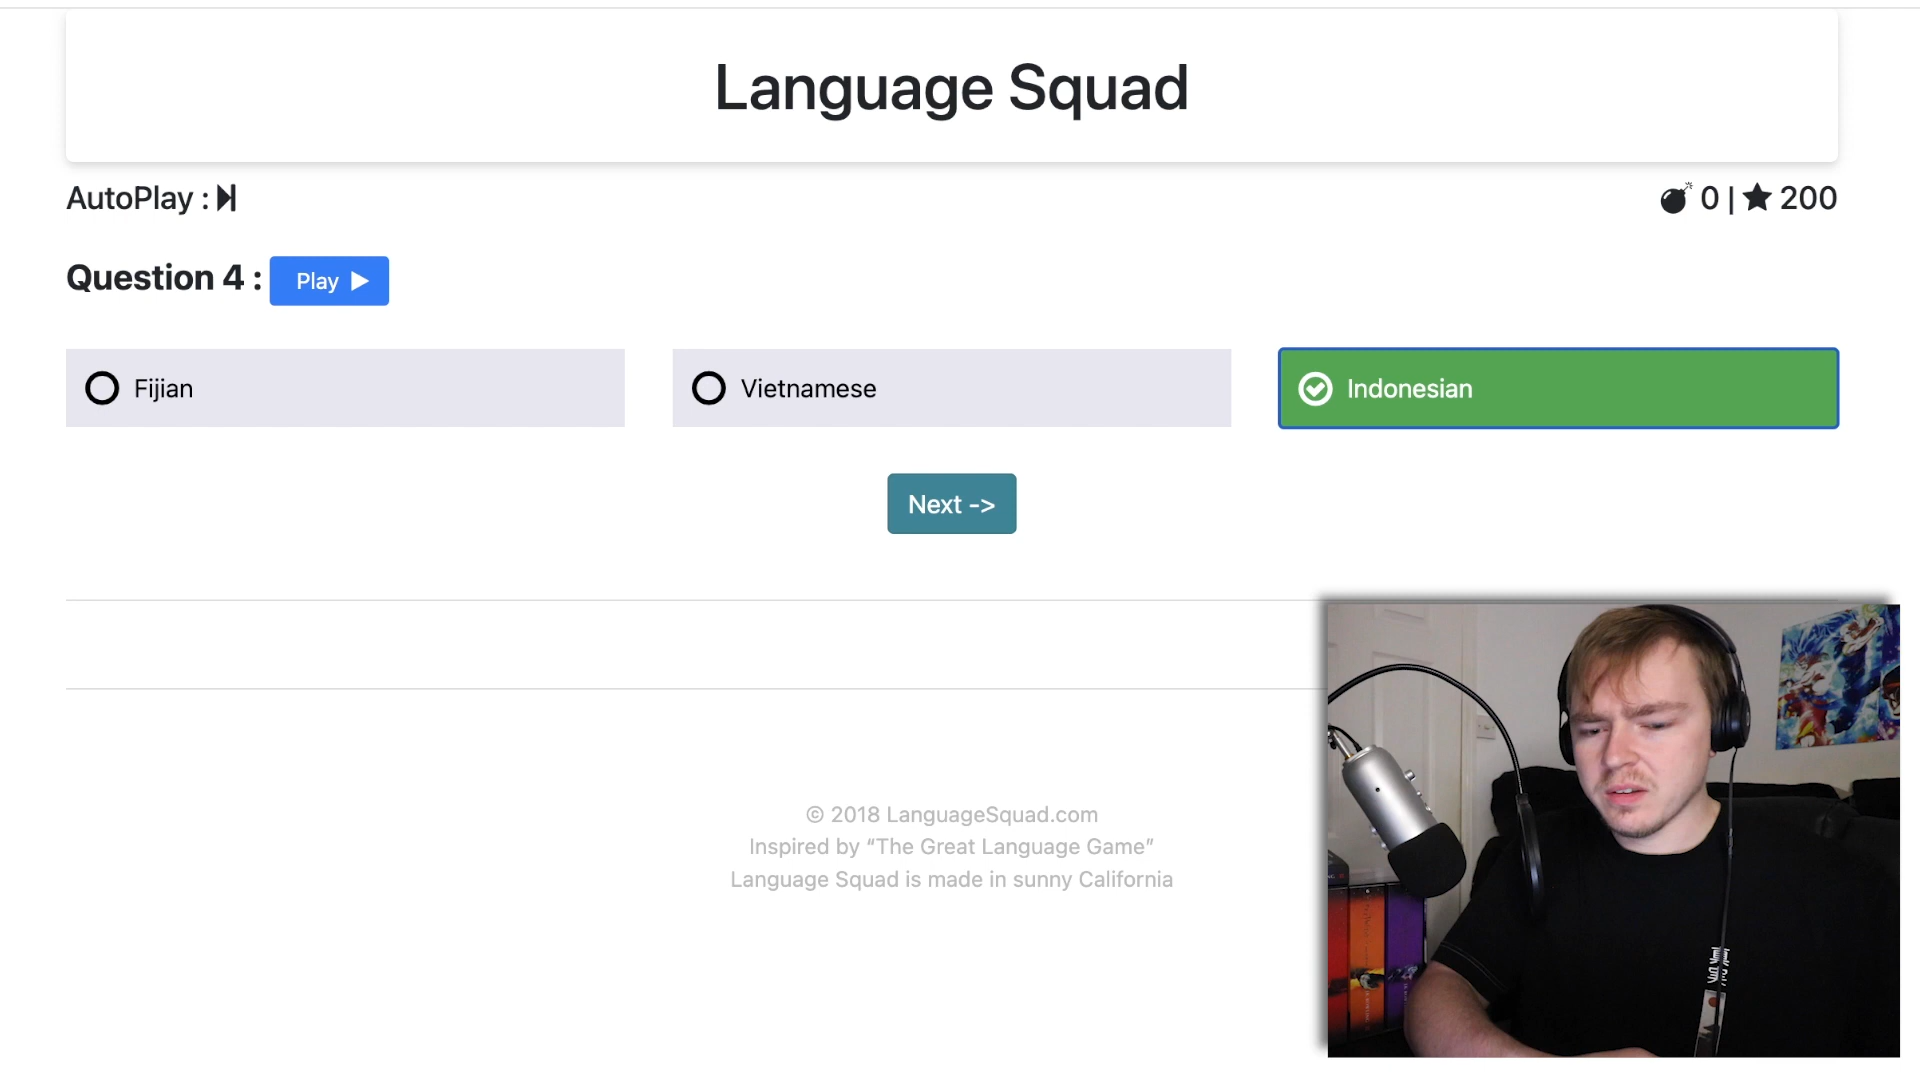 Language Squad
AutoPlay :
0 | 200
Question 4 : Play
Fijian
Vietnamese
Indonesian
Next ->
© 2018 LanguageSquad.com
Inspired by “The Great Language Game”
Language Squad is made in sunny California